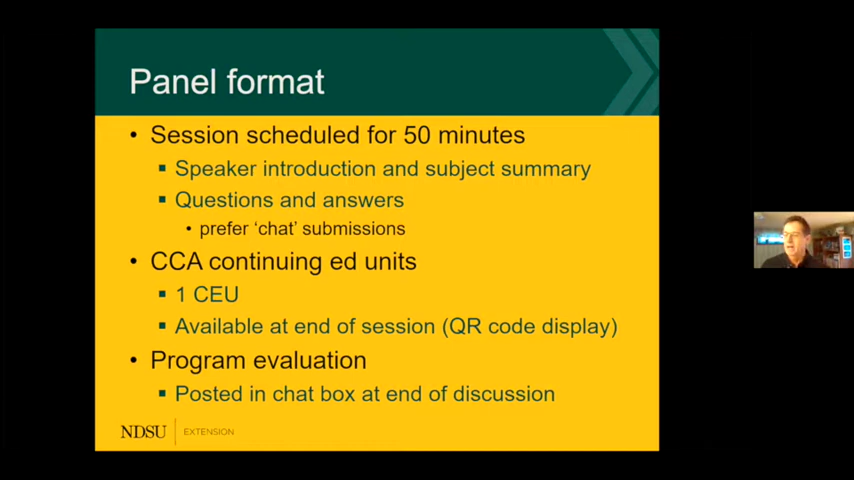 Panel format
• Session scheduled for 50 minutes
▪ Speaker introduction and subject summary
▪ Questions and answers
• prefer ‘chat’ submissions
• CCA continuing ed units
▪ 1 CEU
▪ Available at end of session (QR code display)
• Program evaluation
▪ Posted in chat box at end of discussion
NDSU EXTENSION